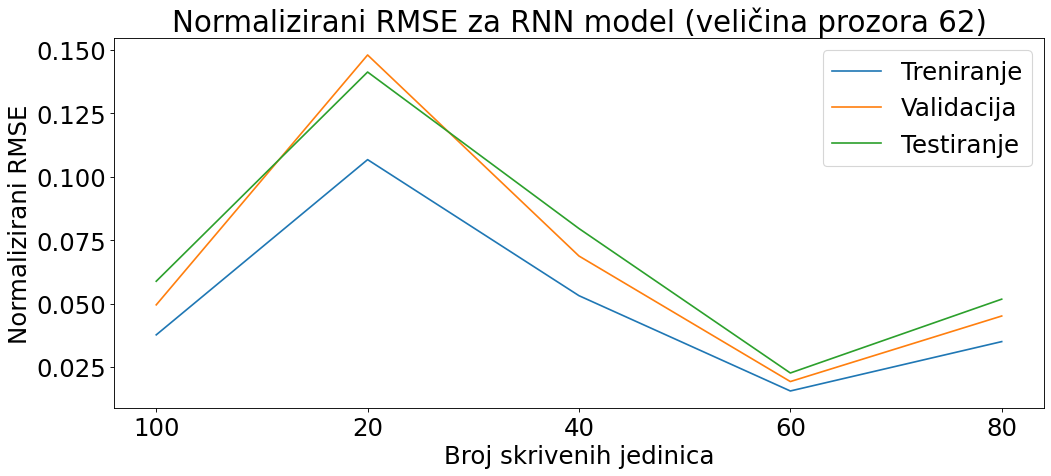 Normalizirani RMSE za RNN model (veličina prozora 62)
0.150
0.125
0.100
0.075
0.050
0.025
Normalizirani RMSE
Treniranje
Validacija
Testiranje
100 20 40 60 80
Broj skrivenih jedinica